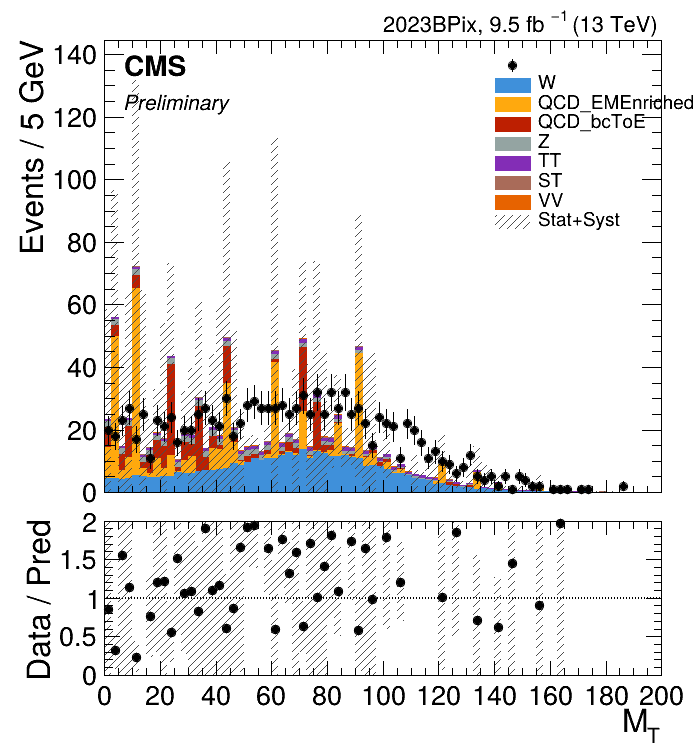 2023BPix, 9.5 fb⁻¹ (13 TeV)
CMS
Preliminary
W
QCD_EMEnriched
QCD_bcToE
Z
TT
ST
VV
Stat+Syst
Events / 5 GeV
140
120
100
80
60
40
20
0
Data / Pred
2
1.5
1
0.5
0
0 20 40 60 80 100 120 140 160 180 200
M_T